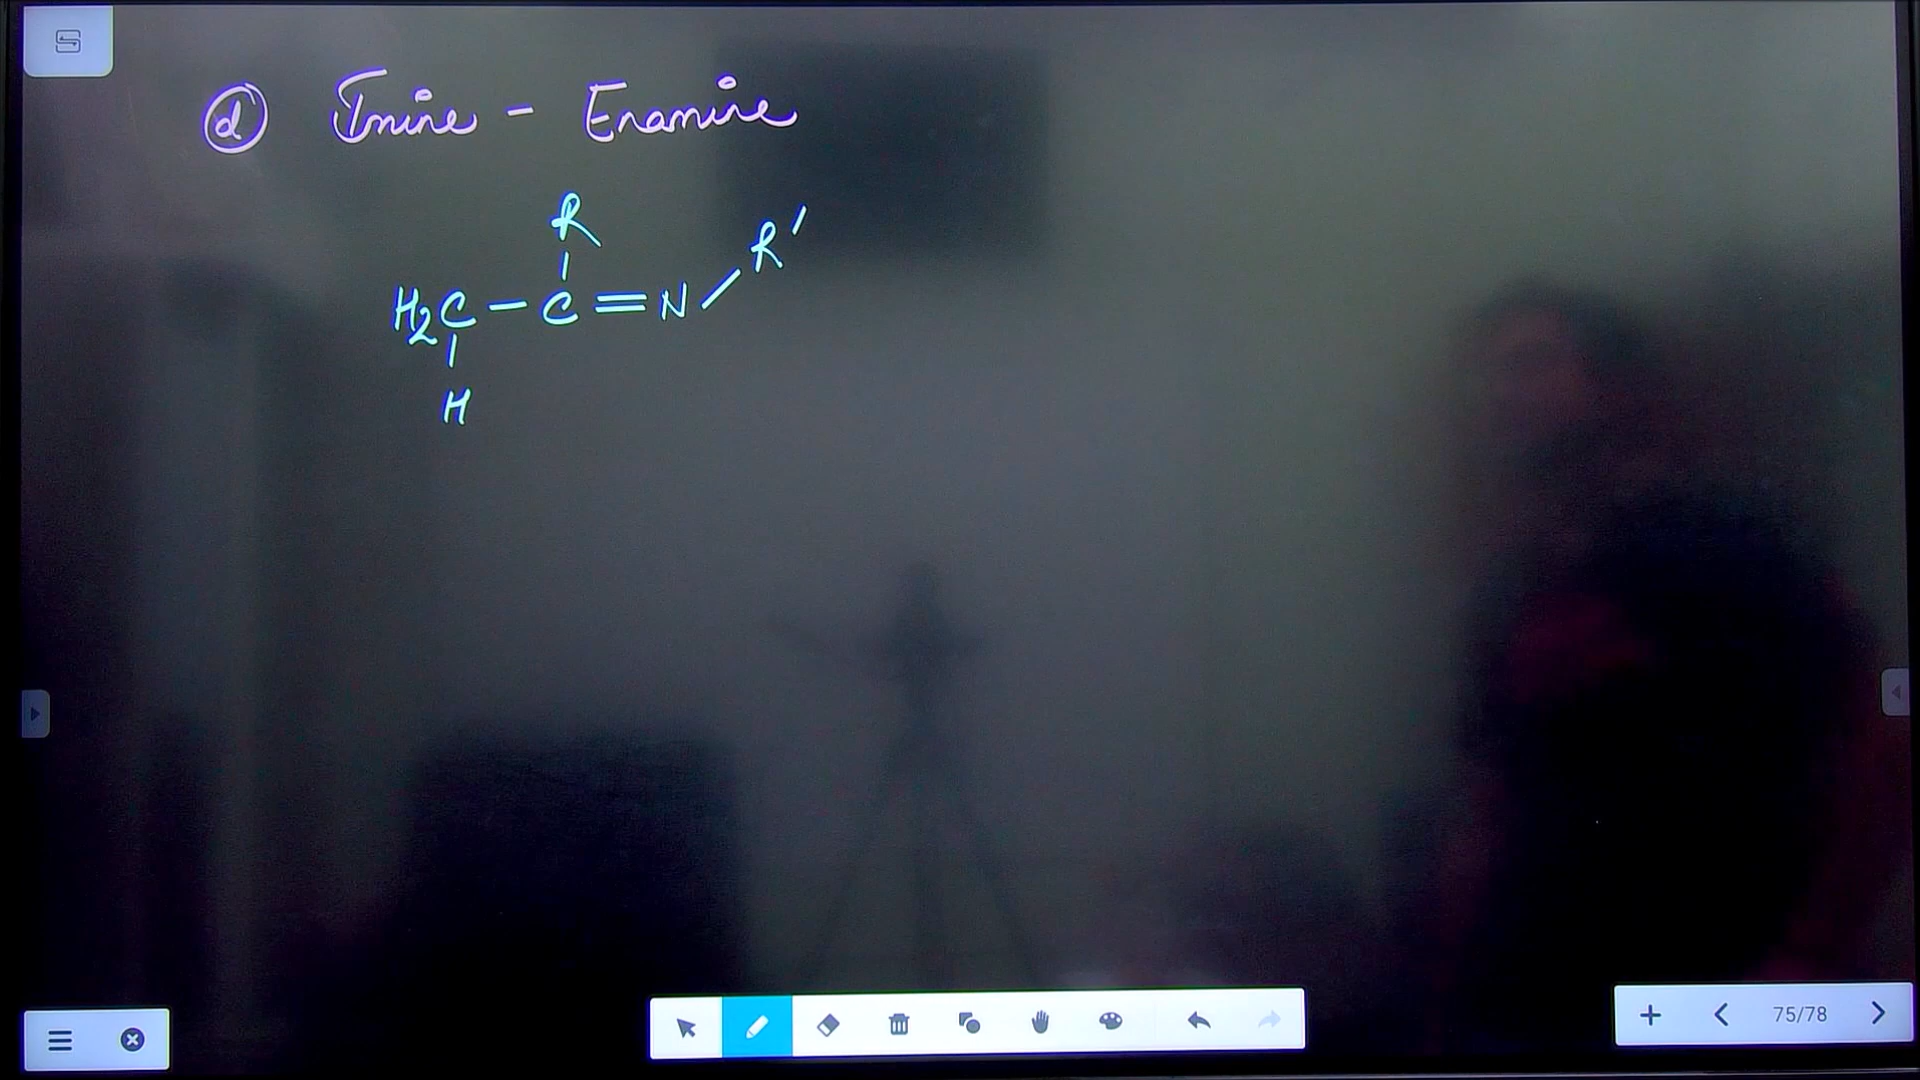 (d) Imine - Enamine
R
H2C - C = N - R'
H
75/78